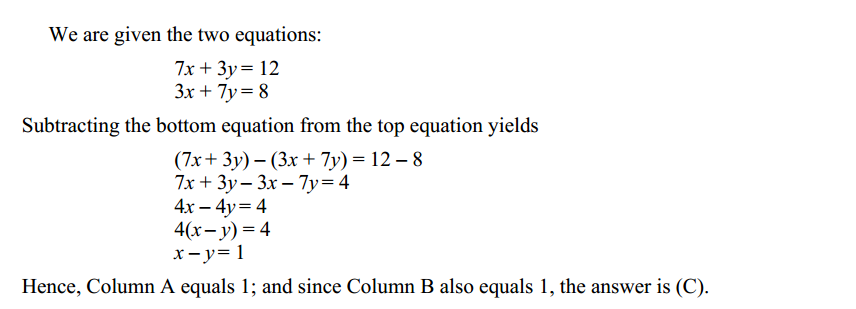 We are given the two equations:
7x + 3y = 12
3x + 7y = 8
Subtracting the bottom equation from the top equation yields
(7x + 3y) – (3x + 7y) = 12 – 8
7x + 3y – 3x – 7y = 4
4x – 4y = 4
4(x – y) = 4
x – y = 1
Hence, Column A equals 1; and since Column B also equals 1, the answer is (C).